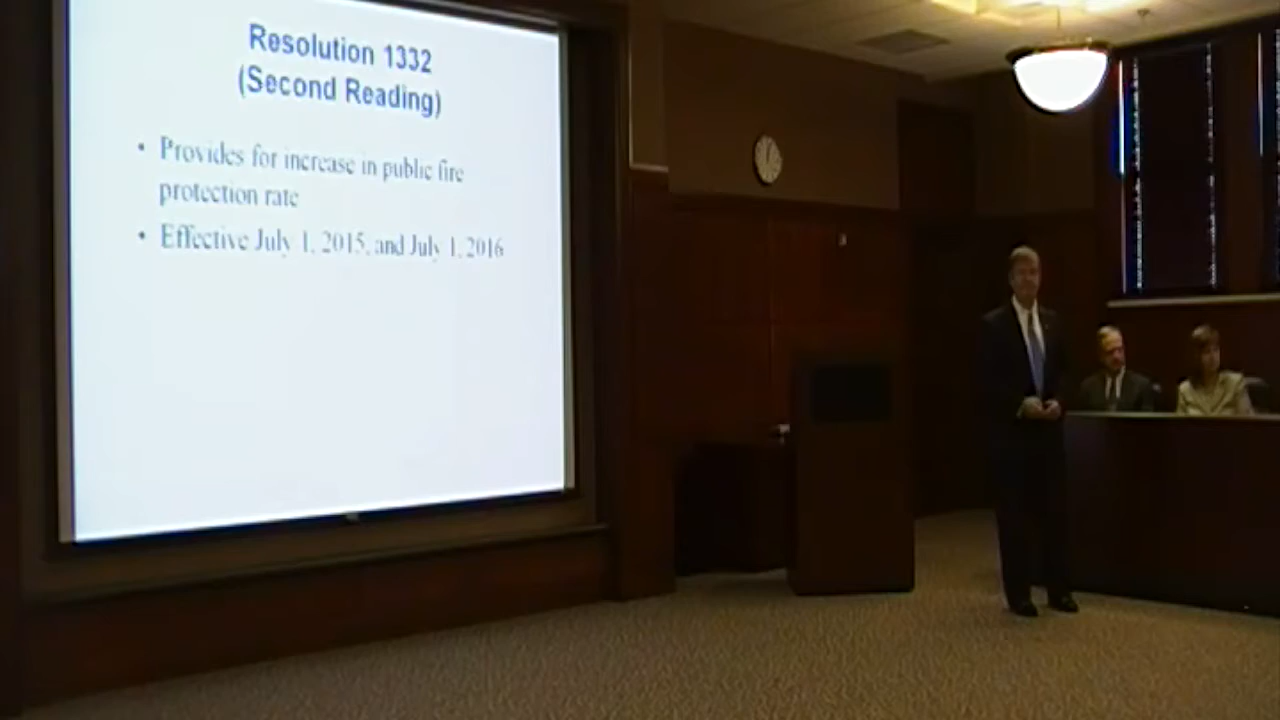 Resolution 1332
(Second Reading)
• Provides for increase in public fire
protection rate
• Effective July 1, 2015, and July 1, 2016